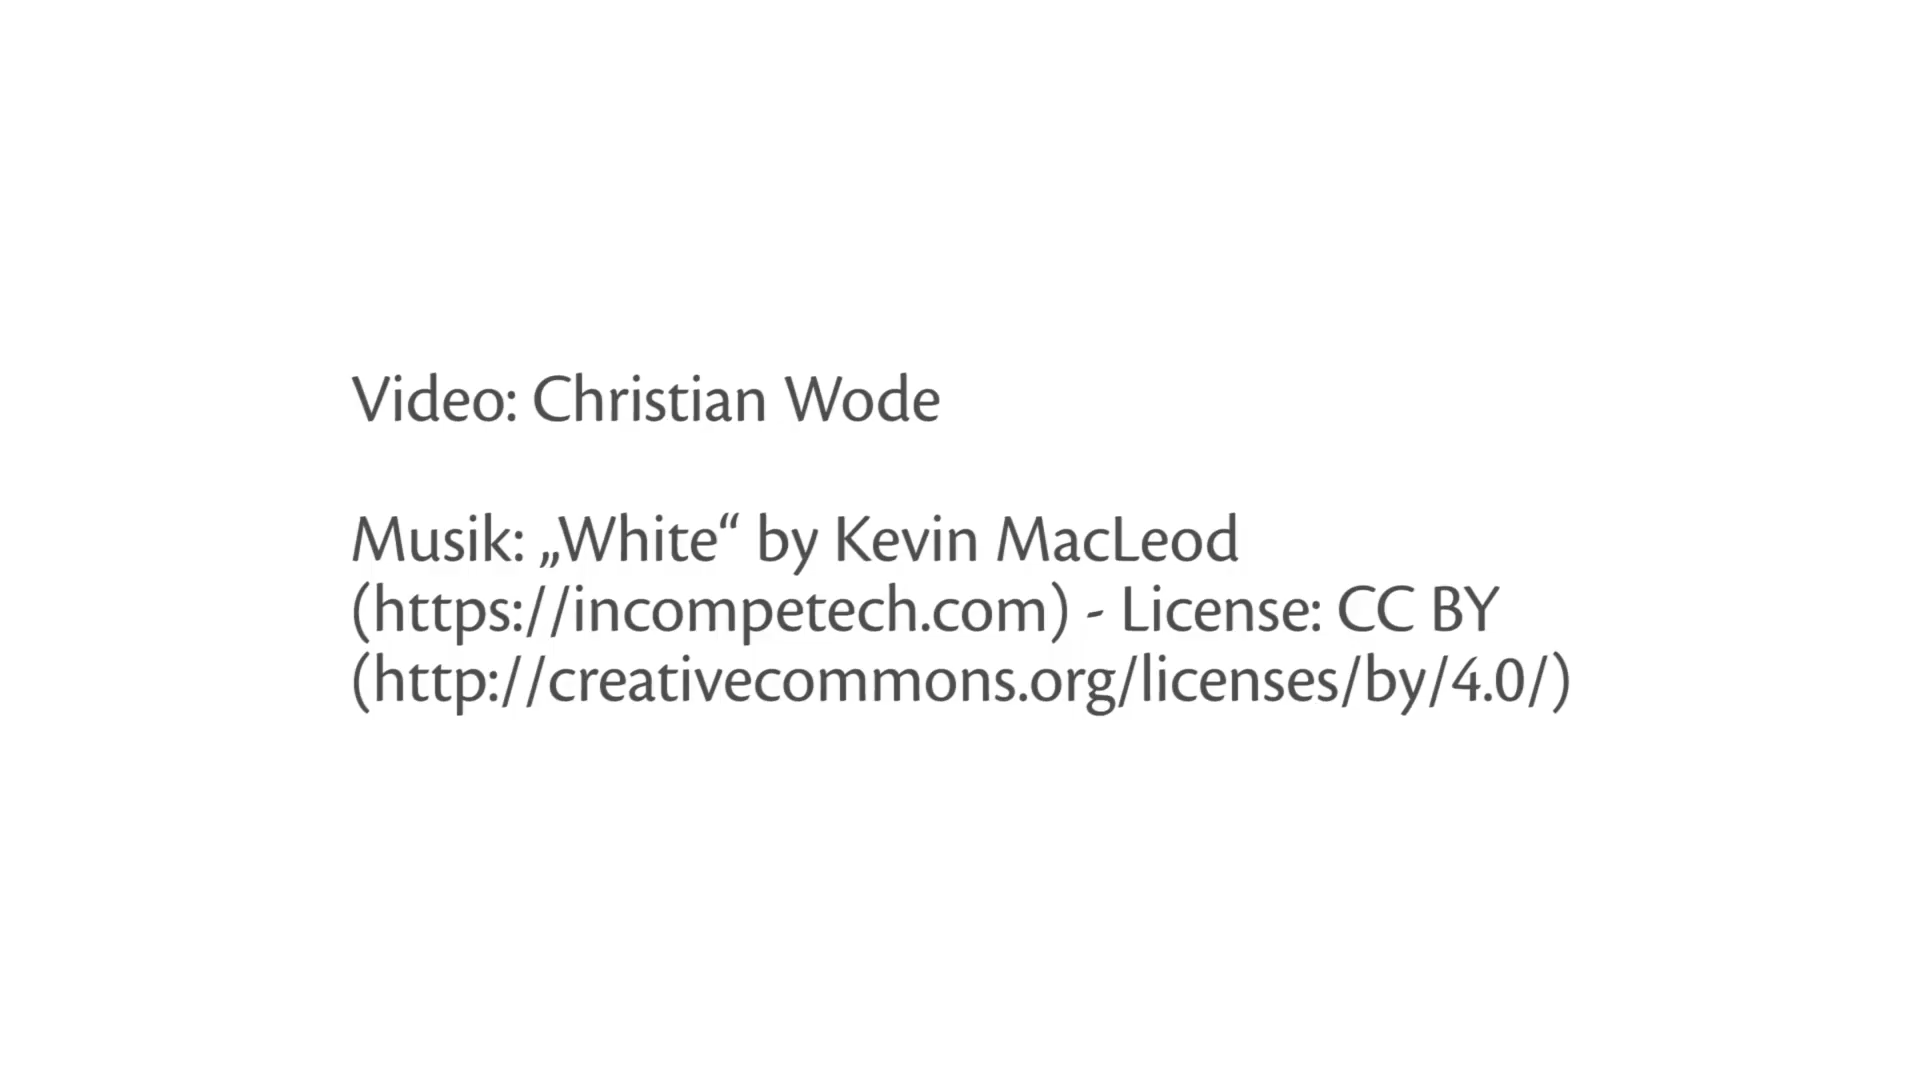 Video: Christian Wode
Musik: „White“ by Kevin MacLeod
(https://incompetech.com) - License: CC BY
(http://creativecommons.org/licenses/by/4.0/)